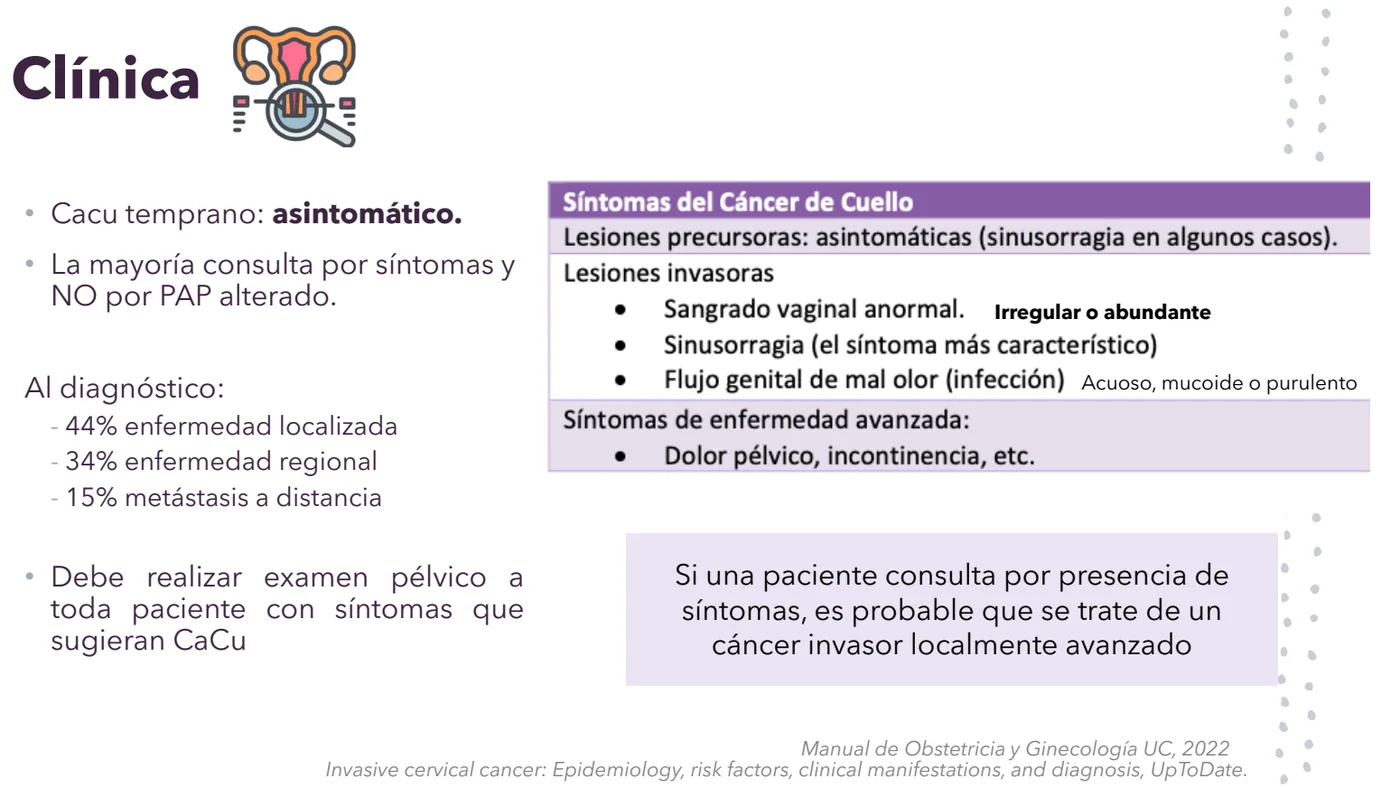 Clínica
• Cacu temprano: asintomático.
• La mayoría consulta por síntomas y
NO por PAP alterado.
Al diagnóstico:
- 44% enfermedad localizada
- 34% enfermedad regional
- 15% metástasis a distancia
• Debe realizar examen pélvico a
toda paciente con síntomas que
sugieran CaCu
Síntomas del Cáncer de Cuello
Lesiones precursoras: asintomáticas (sinusorragia en algunos casos).
Lesiones invasoras
• Sangrado vaginal anormal. Irregular o abundante
• Sinusorragia (el síntoma más característico)
• Flujo genital de mal olor (infección) Acuoso, mucoide o purulento
Síntomas de enfermedad avanzada:
• Dolor pélvico, incontinencia, etc.
Si una paciente consulta por presencia de
síntomas, es probable que se trate de un
cáncer invasor localmente avanzado
Manual de Obstetricia y Ginecología UC, 2022
Invasive cervical cancer: Epidemiology, risk factors, clinical manifestations, and diagnosis, UpToDate.